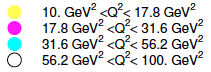 10. GeV² <Q²< 17.8 GeV²
17.8 GeV² <Q²< 31.6 GeV²
31.6 GeV² <Q²< 56.2 GeV²
56.2 GeV² <Q²< 100. GeV²